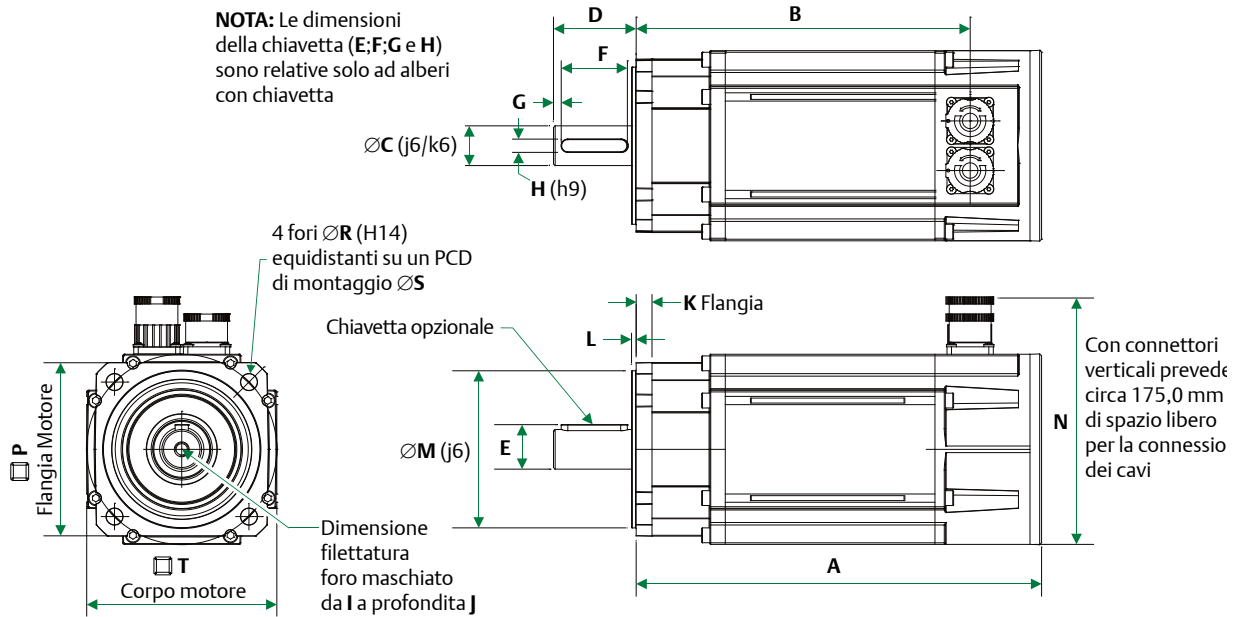 NOTA: Le dimensioni
della chiavetta (E;F;G e H)
sono relative solo ad alberi
con chiavetta
D
B
F
G
∅C (j6/k6)
H (h9)
4 fori ∅R (H14)
equidistanti su un PCD
di montaggio ∅S
K Flangia
Chiavetta opzionale
L
Con connettori
verticali prevede
circa 175,0 mm
di spazio libero
per la connessio
dei cavi
N
∅M (j6)
E
□ P
Flangia Motore
Dimensione
filettatura
foro maschiato
da I a profondita J
□ T
Corpo motore
A